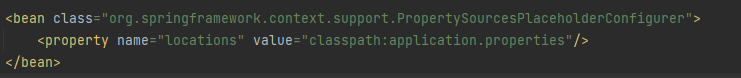 <bean class="org.springframework.context.support.PropertySourcesPlaceholderConfigurer">
    <property name="locations" value="classpath:application.properties"/>
</bean>